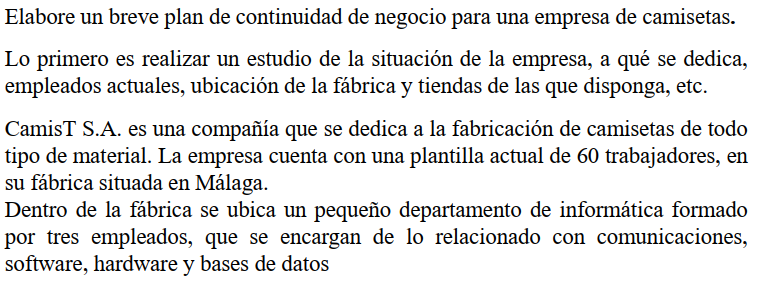 Elabore un breve plan de continuidad de negocio para una empresa de camisetas.
Lo primero es realizar un estudio de la situación de la empresa, a qué se dedica,
empleados actuales, ubicación de la fábrica y tiendas de las que disponga, etc.
CamisT S.A. es una compañía que se dedica a la fabricación de camisetas de todo
tipo de material. La empresa cuenta con una plantilla actual de 60 trabajadores, en
su fábrica situada en Málaga.
Dentro de la fábrica se ubica un pequeño departamento de informática formado
por tres empleados, que se encargan de lo relacionado con comunicaciones,
software, hardware y bases de datos